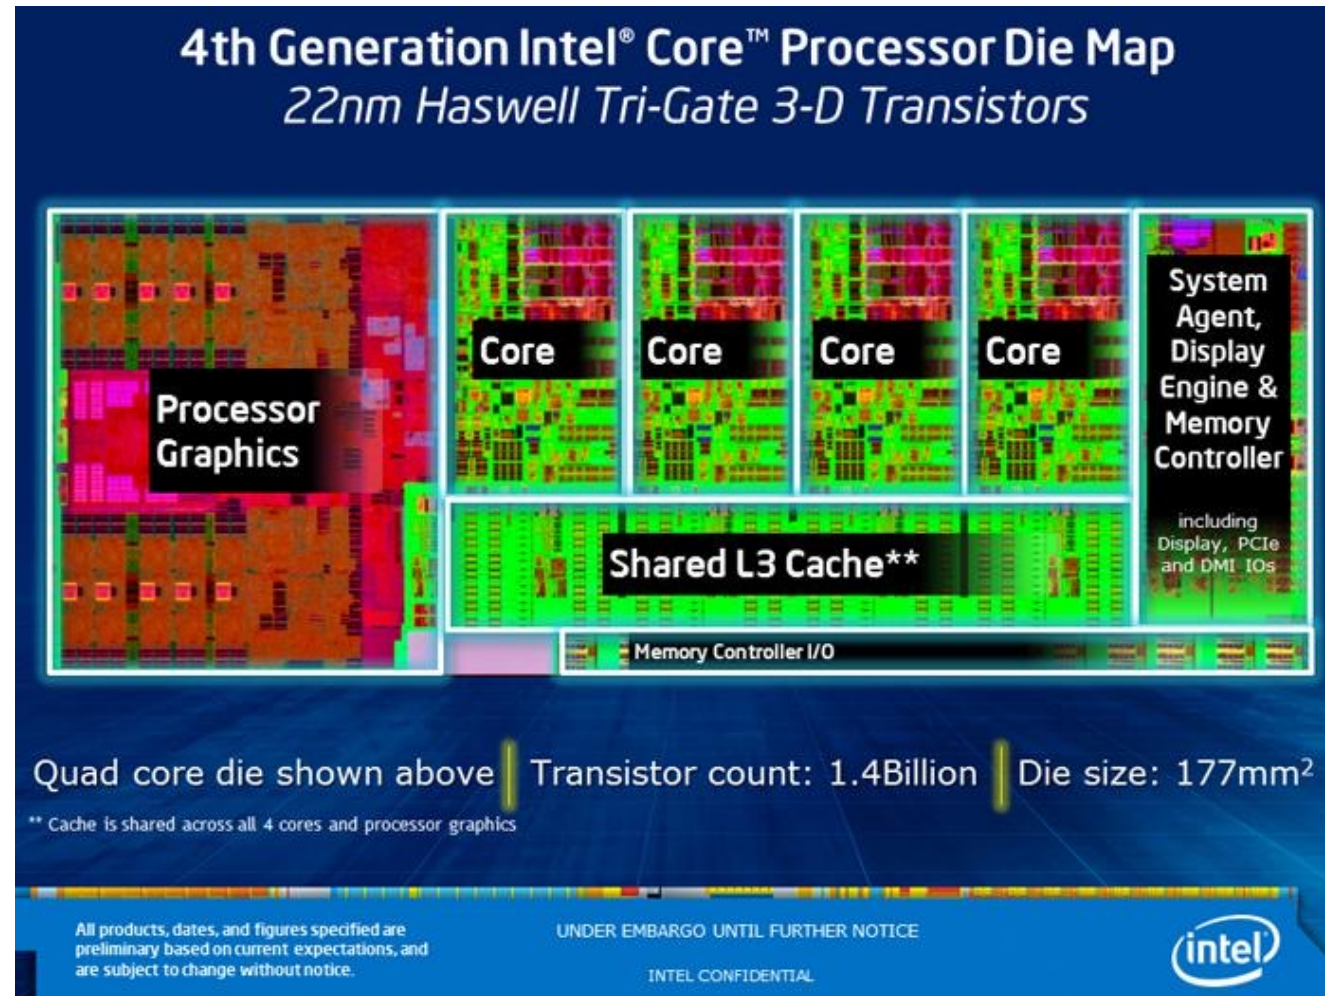 4th Generation Intel® Core™ Processor Die Map
22nm Haswell Tri-Gate 3-D Transistors
Processor
Graphics
Core
Core
Core
Core
System
Agent,
Display
Engine &
Memory
Controller
including
Display, PCIe
and DMI IOs
Shared L3 Cache**
Memory Controller I/O
Quad core die shown above | Transistor count: 1.4Billion | Die size: 177mm²
** Cache is shared across all 4 cores and processor graphics
All products, dates, and figures specified are
preliminary based on current expectations, and
are subject to change without notice.
UNDER EMBARGO UNTIL FURTHER NOTICE
INTEL CONFIDENTIAL
intel